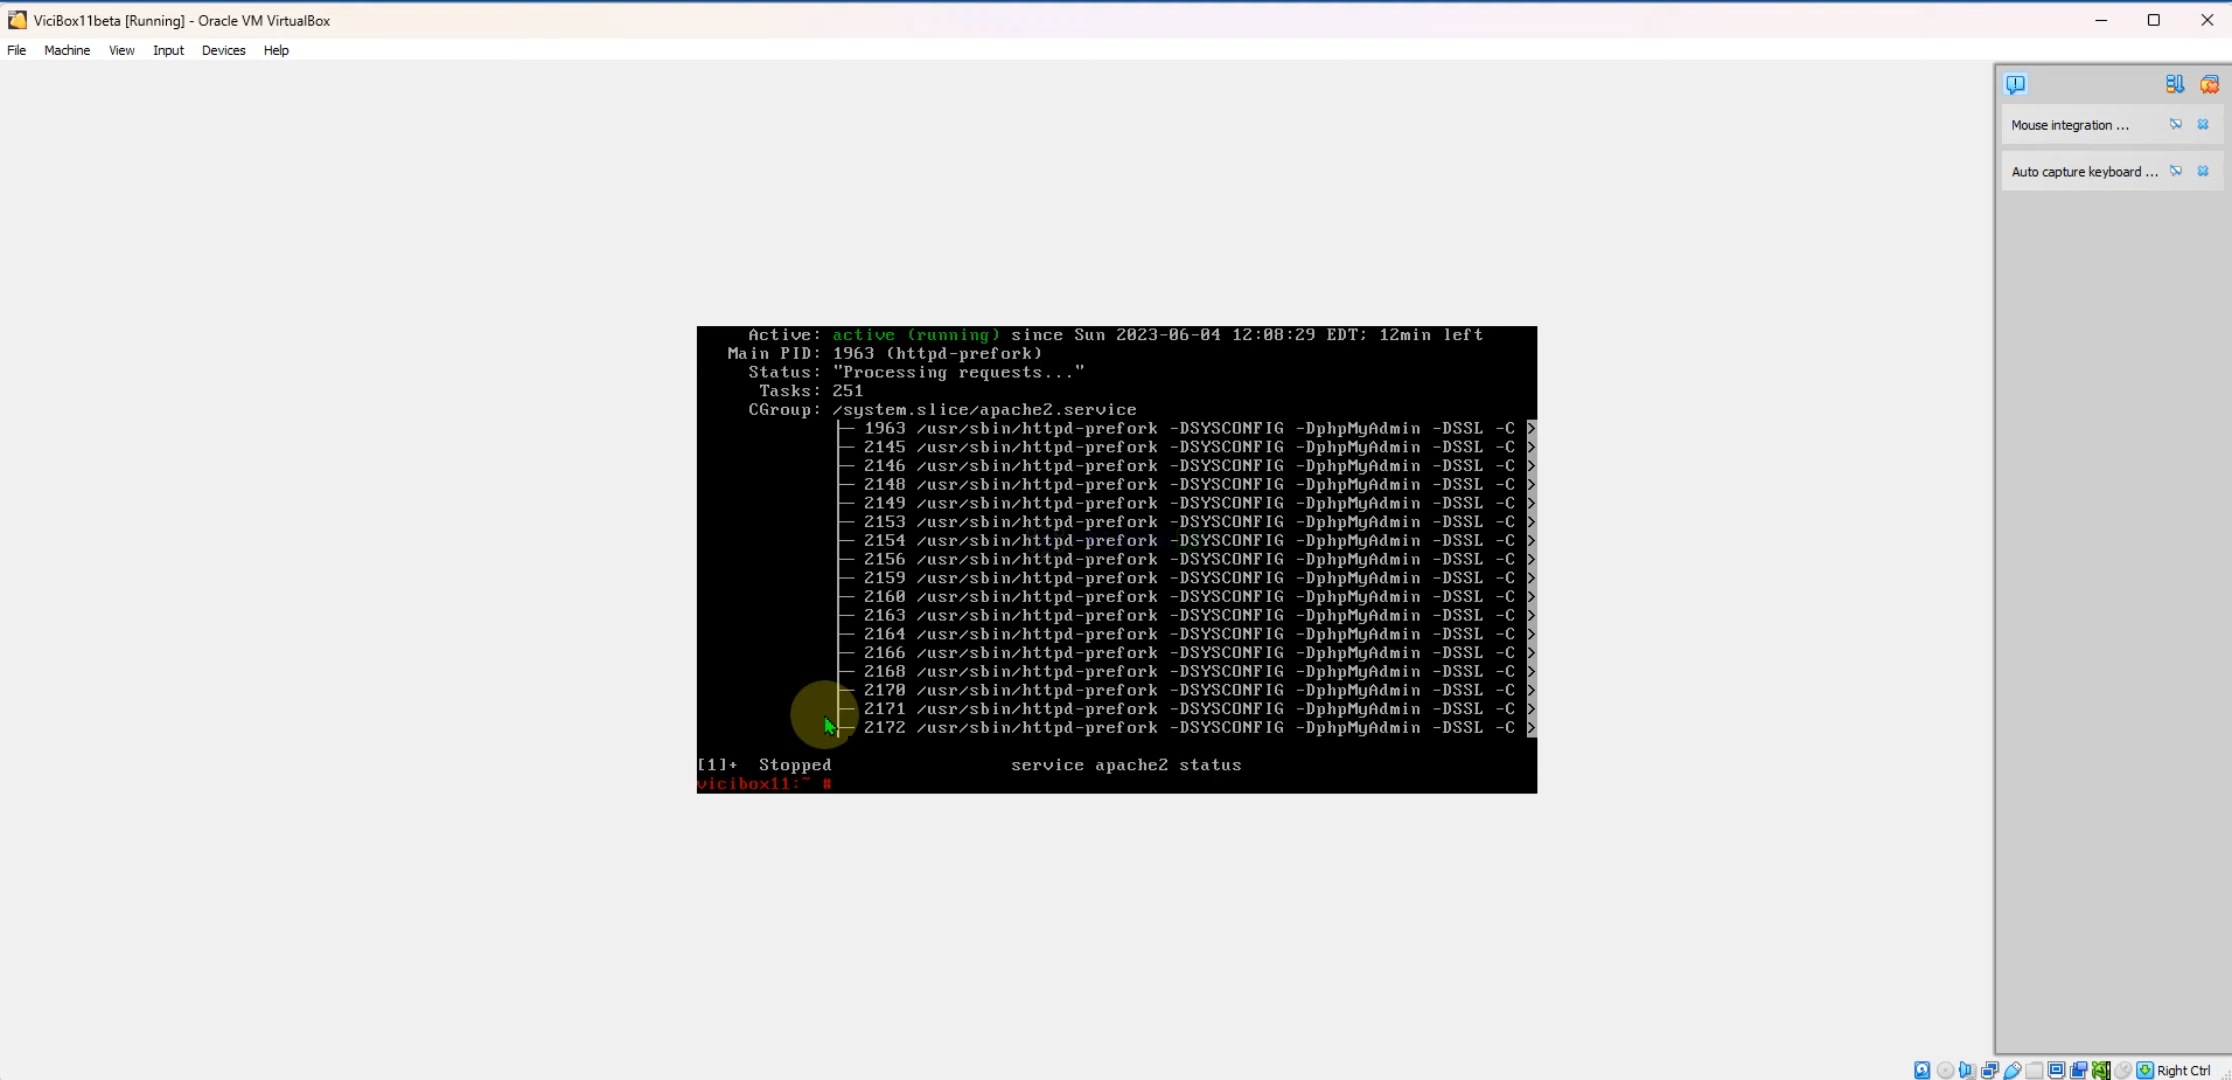 ViciBox11beta [Running] - Oracle VM VirtualBox
File Machine View Input Devices Help
Mouse integration ...
Auto capture keyboard ...
Active: active (running) since Sun 2023-06-04 12:08:29 EDT; 12min left
Main PID: 1963 (httpd-prefork)
Status: "Processing requests..."
Tasks: 251
CGroup: /system.slice/apache2.service
├─ 1963 /usr/sbin/httpd-prefork -DSYSCONFIG -DphpMyAdmin -DSSL -C >
├─ 2145 /usr/sbin/httpd-prefork -DSYSCONFIG -DphpMyAdmin -DSSL -C >
├─ 2146 /usr/sbin/httpd-prefork -DSYSCONFIG -DphpMyAdmin -DSSL -C >
├─ 2148 /usr/sbin/httpd-prefork -DSYSCONFIG -DphpMyAdmin -DSSL -C >
├─ 2149 /usr/sbin/httpd-prefork -DSYSCONFIG -DphpMyAdmin -DSSL -C >
├─ 2153 /usr/sbin/httpd-prefork -DSYSCONFIG -DphpMyAdmin -DSSL -C >
├─ 2154 /usr/sbin/httpd-prefork -DSYSCONFIG -DphpMyAdmin -DSSL -C >
├─ 2156 /usr/sbin/httpd-prefork -DSYSCONFIG -DphpMyAdmin -DSSL -C >
├─ 2159 /usr/sbin/httpd-prefork -DSYSCONFIG -DphpMyAdmin -DSSL -C >
├─ 2160 /usr/sbin/httpd-prefork -DSYSCONFIG -DphpMyAdmin -DSSL -C >
├─ 2163 /usr/sbin/httpd-prefork -DSYSCONFIG -DphpMyAdmin -DSSL -C >
├─ 2164 /usr/sbin/httpd-prefork -DSYSCONFIG -DphpMyAdmin -DSSL -C >
├─ 2166 /usr/sbin/httpd-prefork -DSYSCONFIG -DphpMyAdmin -DSSL -C >
├─ 2168 /usr/sbin/httpd-prefork -DSYSCONFIG -DphpMyAdmin -DSSL -C >
├─ 2170 /usr/sbin/httpd-prefork -DSYSCONFIG -DphpMyAdmin -DSSL -C >
├─ 2171 /usr/sbin/httpd-prefork -DSYSCONFIG -DphpMyAdmin -DSSL -C >
├─ 2172 /usr/sbin/httpd-prefork -DSYSCONFIG -DphpMyAdmin -DSSL -C >
[1]+ Stopped service apache2 status
vicibox11:~ #
Right Ctrl